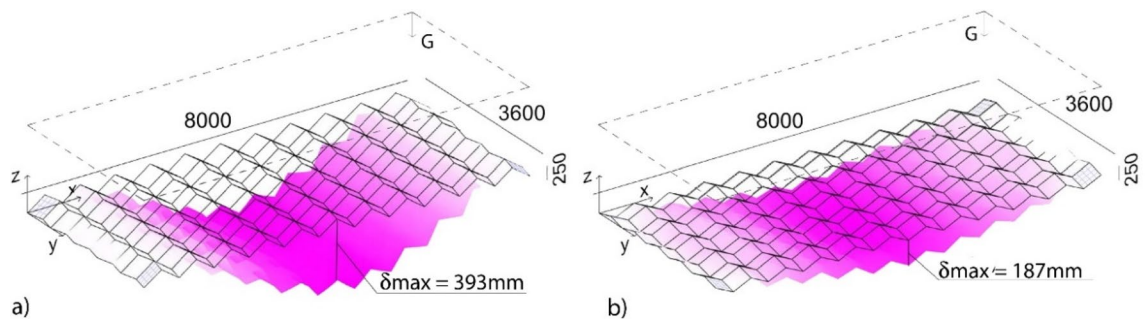 G
8000
3600
z
x
y
250
δmax = 393mm
a)
G
8000
3600
z
x
y
250
δmax = 187mm
b)